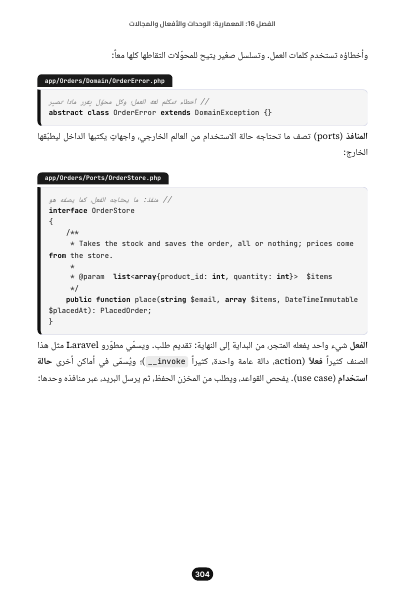 الفصل 16: المعمارية: الوحدات والأفعال والمجالات
وأخطاؤه تستخدم كلمات العمل. وتسلسل صغير يتيح للمحوّلات التقاطها كلها معاً:
app/Orders/Domain/OrderError.php
// أخطاء تتكلم لغة العمل؛ وكل محوّل يقرر ماذا تصير
abstract class OrderError extends DomainException {}
المنافذ (ports) تصف ما تحتاجه حالة الاستخدام من العالم الخارجي، واجهاتٍ يكتبها الداخل ليطبّقها
الخارج:
app/Orders/Ports/OrderStore.php
// منفذ: ما يحتاجه الفعل، كما يصفه هو
interface OrderStore
{
/**
* Takes the stock and saves the order, all or nothing; prices come
from the store.
*
* @param list<array{product_id: int, quantity: int}> $items
*/
public function place(string $email, array $items, DateTimeImmutable
$placedAt): PlacedOrder;
}
الفعل شيء واحد يفعله المتجر، من البداية إلى النهاية: تقديم طلب. ويسمّي مطوّرو Laravel مثل هذا
الصنف كثيراً فعلاً (action، دالة عامة واحدة، كثيراً __invoke)؛ ويُسمّى في أماكن أخرى حالة
استخدام (use case). يفحص القواعد، ويطلب من المخزن الحفظ، ثم يرسل البريد، عبر منافذه وحدها:
304